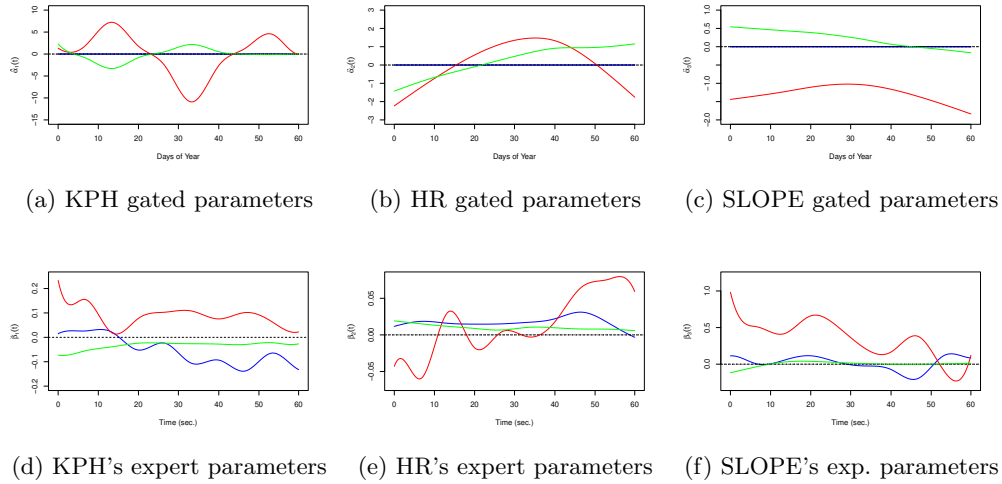 α̂₁(t)
-15 -10 -5 0 5 10
0 10 20 30 40 50 60
Days of Year
α̂₂(t)
-3 -2 -1 0 1 2 3
0 10 20 30 40 50 60
Days of Year
α̂₃(t)
-2.0 -1.0 0.0 1.0
0 10 20 30 40 50 60
Days of Year
(a) KPH gated parameters
(b) HR gated parameters
(c) SLOPE gated parameters
β̂₁(t)
-0.2 -0.1 0.0 0.1 0.2
0 10 20 30 40 50 60
Time (sec.)
β̂₂(t)
-0.05 0.00 0.05
0 10 20 30 40 50 60
Time (sec.)
β̂₃(t)
0.0 0.5 1.0
0 10 20 30 40 50 60
Time (sec.)
(d) KPH's expert parameters
(e) HR's expert parameters
(f) SLOPE's exp. parameters